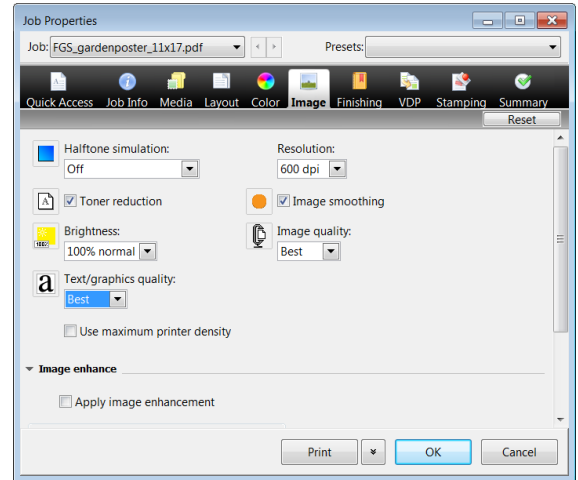 Job Properties
Job: FGS_gardenposter_11x17.pdf Presets:
Quick Access Job Info Media Layout Color Image Finishing VDP Stamping Summary
Reset
Halftone simulation: Resolution:
Off 600 dpi
A Toner reduction Image smoothing
Brightness: Image quality:
100% 100% normal Best
a Text/graphics quality:
Best
Use maximum printer density
Image enhance
Apply image enhancement
Print OK Cancel